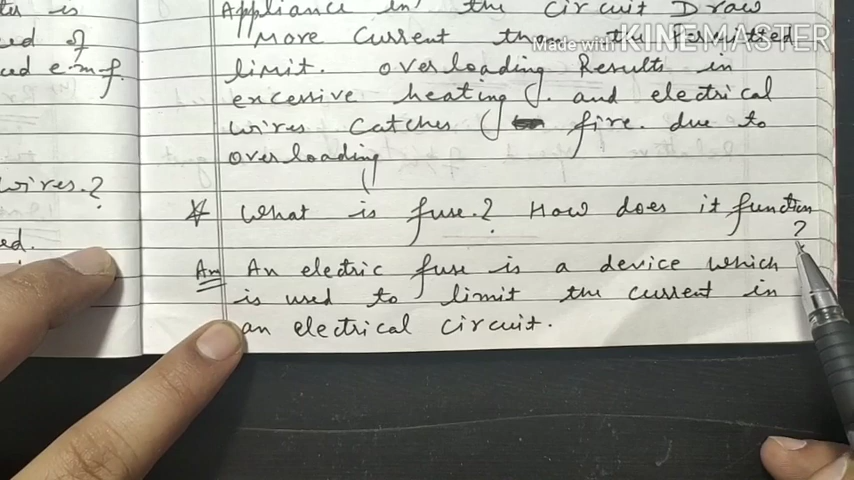 ed of
ced e.m.f.
wires.?
ed.
Appliance in the Circuit Draw
More Current than the Permitted
limit. overloading Results in
excessive heating. and electrical
wires Catches fire. due to
overloading
What is fuse.? How does it function
?
Ans An electric fuse is a device which
is used to limit the current in
an electrical circuit.
Made with KINEMASTER